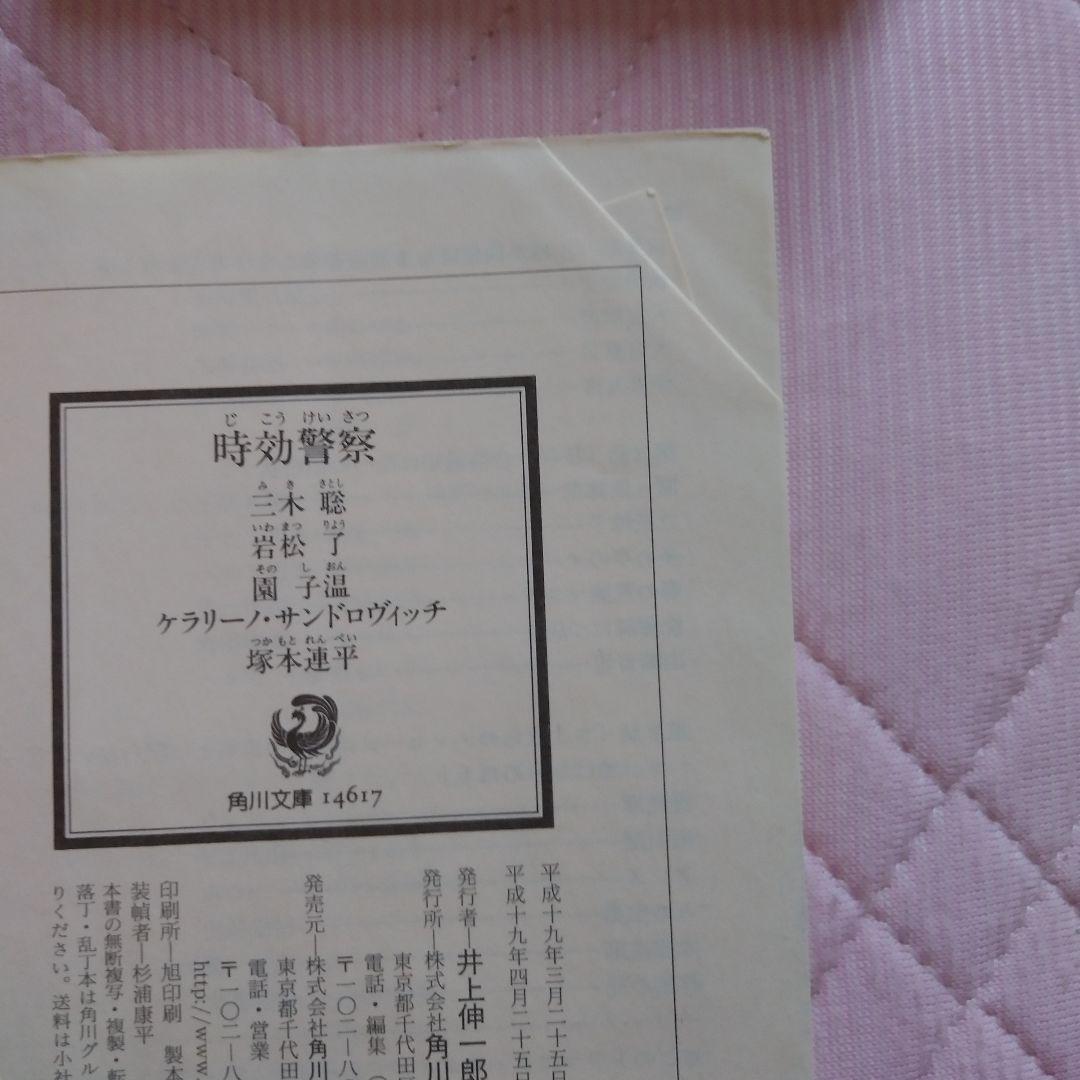 じこうけいさつ
時効警察
みきさとし
三木聡
いわまつりよう
岩松了
そのしおん
園子温
ケラリーノ・サンドロヴィッチ
つかもとれんぺい
塚本連平
角川文庫 14617
平成十九年三月二十五日
平成十九年四月二十五日
発行者―井上伸一郎
発行所―株式会社角川
東京都千代田
電話・編集(
〒一〇二―八
発売元―株式会社角川
東京都千代田
電話・営業
〒一〇二―八
http://www.
印刷所―旭印刷 製本
装幀者―杉浦康平
本書の無断複写・複製・転
落丁・乱丁本は角川グル
りください。送料は小社